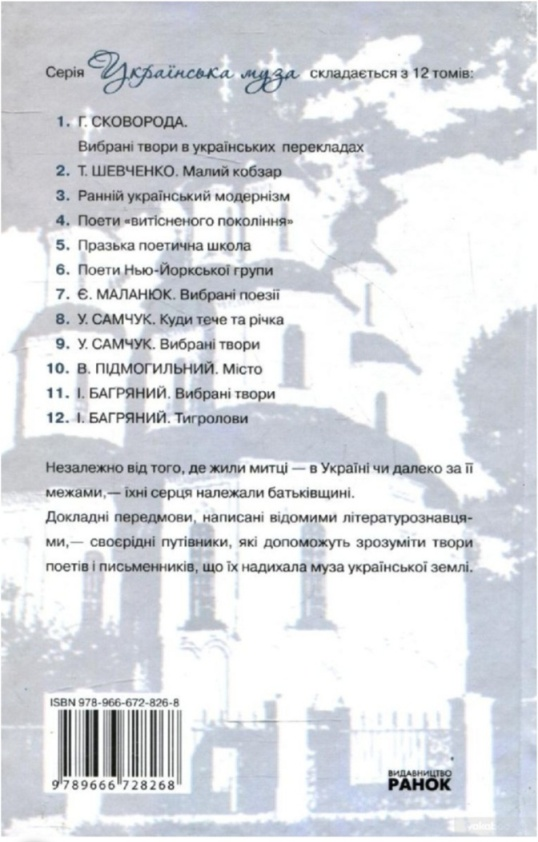 Серія Українська муза складається з 12 томів:
1. Г. СКОВОРОДА.
Вибрані твори в українських перекладах
2. Т. ШЕВЧЕНКО. Малий кобзар
3. Ранній український модернізм
4. Поети «витісненого покоління»
5. Празька поетична школа
6. Поети Нью-Йоркської групи
7. Є. МАЛАНЮК. Вибрані поезії
8. У. САМЧУК. Куди тече та річка
9. У. САМЧУК. Вибрані твори
10. В. ПІДМОГИЛЬНИЙ. Місто
11. І. БАГРЯНИЙ. Вибрані твори
12. І. БАГРЯНИЙ. Тигролови
Незалежно від того, де жили митці — в Україні чи далеко за її
межами,— їхні серця належали батьківщині.
Докладні передмови, написані відомими літературознавця-
ми,— своєрідні путівники, які допоможуть зрозуміти твори
поетів і письменників, що їх надихала муза української землі.
ISBN 978-966-672-826-8
9 789666 728268
ВИДАВНИЦТВО
РАНОК